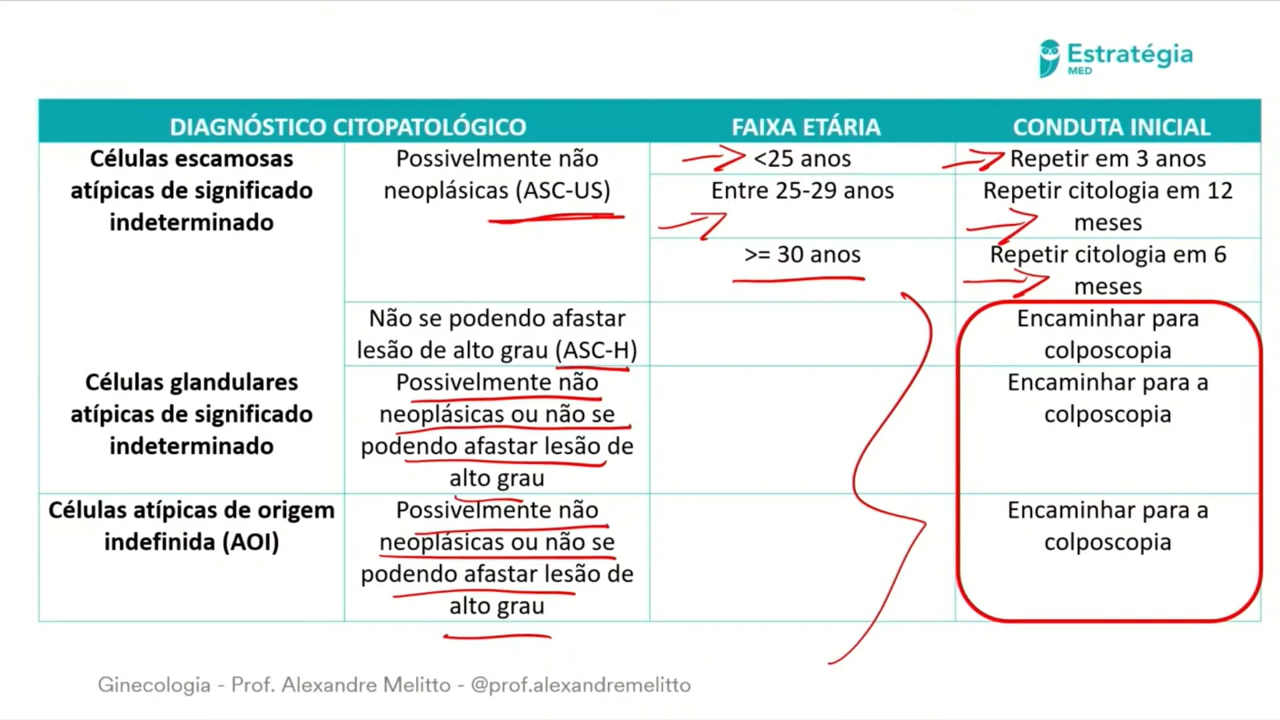 Estratégia
MED
DIAGNÓSTICO CITOPATOLÓGICO
FAIXA ETÁRIA
CONDUTA INICIAL
Células escamosas
atípicas de significado
indeterminado
Possivelmente não
neoplásicas (ASC-US)
<25 anos
Repetir em 3 anos
Entre 25-29 anos
Repetir citologia em 12
meses
>= 30 anos
Repetir citologia em 6
meses
Não se podendo afastar
lesão de alto grau (ASC-H)
Encaminhar para
colposcopia
Células glandulares
atípicas de significado
indeterminado
Possivelmente não
neoplásicas ou não se
podendo afastar lesão de
alto grau
Encaminhar para a
colposcopia
Células atípicas de origem
indefinida (AOI)
Possivelmente não
neoplásicas ou não se
podendo afastar lesão de
alto grau
Encaminhar para a
colposcopia
Ginecologia - Prof. Alexandre Melitto - @prof.alexandremelitto